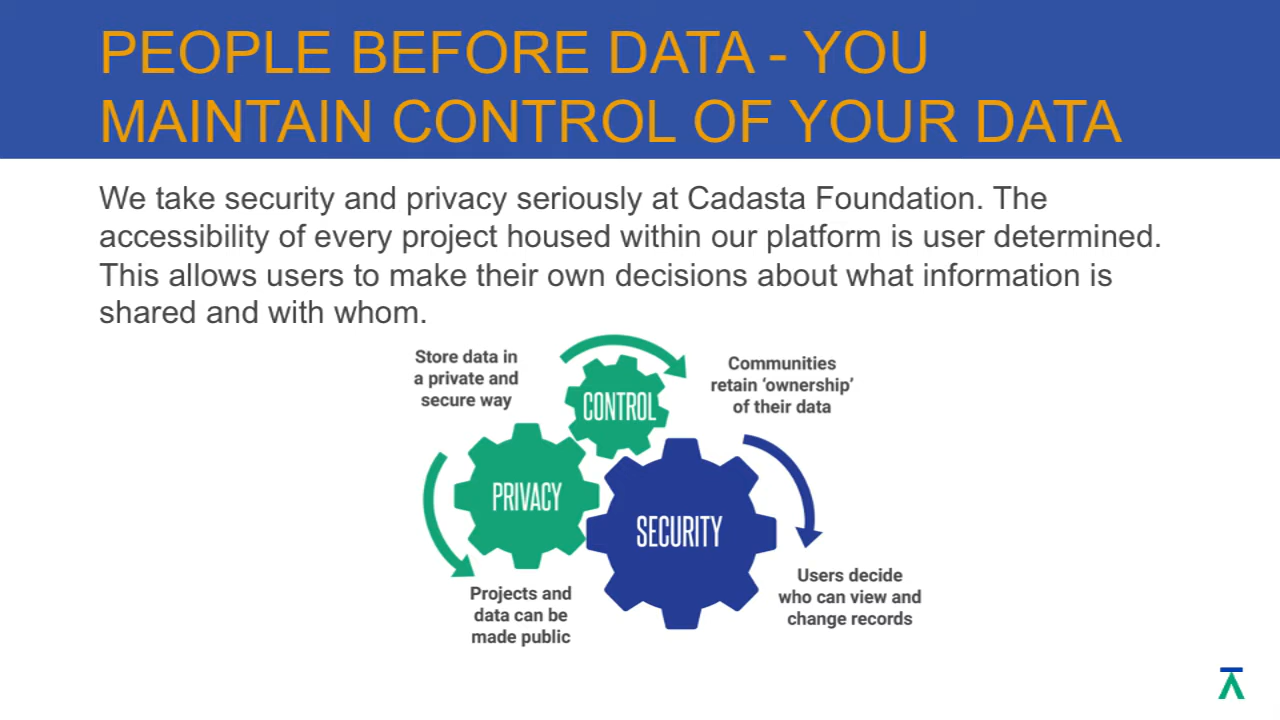 PEOPLE BEFORE DATA - YOU
MAINTAIN CONTROL OF YOUR DATA
We take security and privacy seriously at Cadasta Foundation. The
accessibility of every project housed within our platform is user determined.
This allows users to make their own decisions about what information is
shared and with whom.
Store data in
a private and
secure way
CONTROL
Communities
retain ‘ownership’
of their data
PRIVACY
SECURITY
Projects and
data can be
made public
Users decide
who can view and
change records